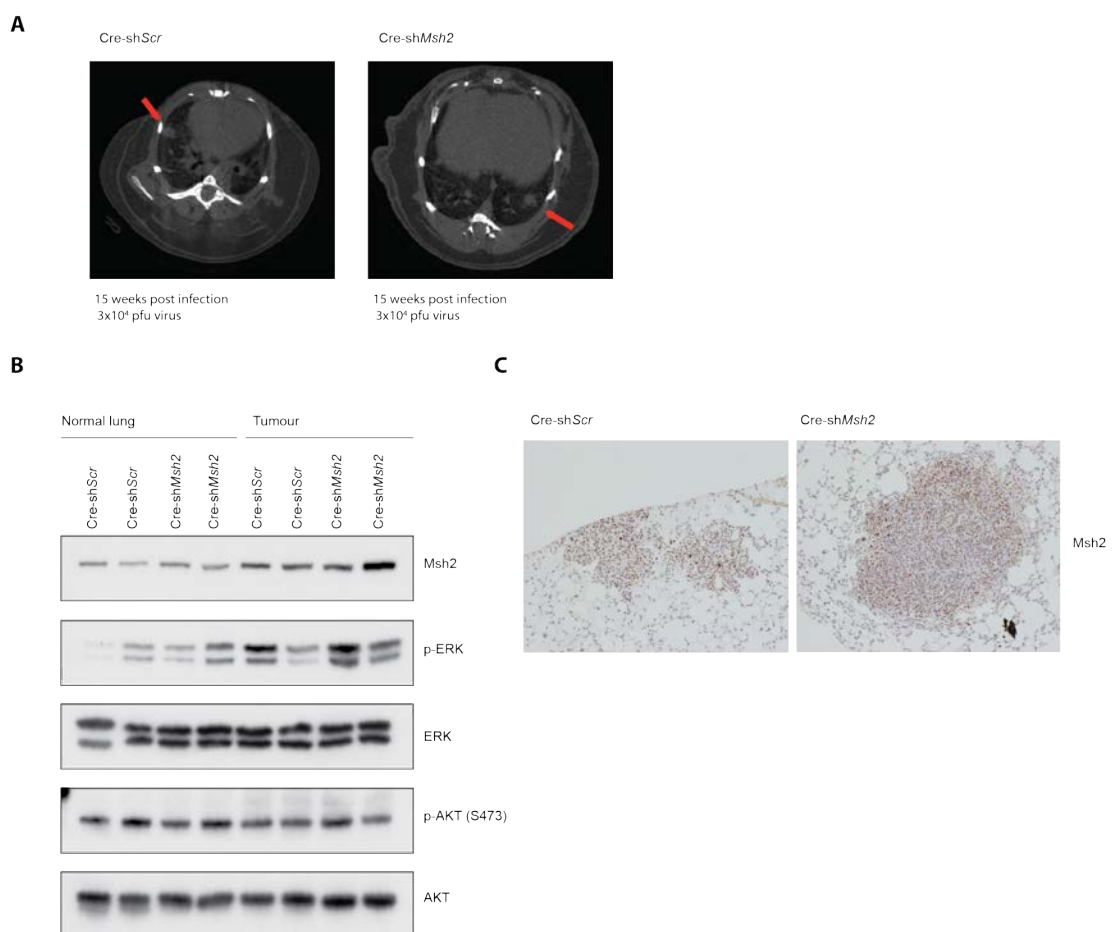 A
Cre-shScr
Cre-shMsh2
15 weeks post infection
3x10⁴ pfu virus
15 weeks post infection
3x10⁴ pfu virus
B
Normal lung
Tumour
Cre-shScr
Cre-shScr
Cre-shMsh2
Cre-shMsh2
Cre-shScr
Cre-shScr
Cre-shMsh2
Cre-shMsh2
Msh2
p-ERK
ERK
p-AKT (S473)
AKT
C
Cre-shScr
Cre-shMsh2
Msh2